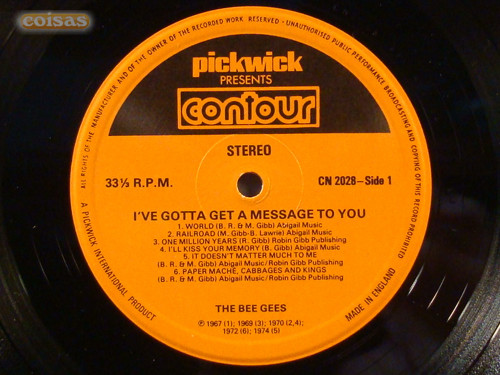 coisas
ALL RIGHTS OF THE MANUFACTURER AND OF THE OWNER OF THE RECORDED WORK RESERVED - UNAUTHORISED PUBLIC PERFORMANCE BROADCASTING AND COPYING OF THIS RECORD PROHIBITED
pickwick
PRESENTS
contour
STEREO
33⅓ R.P.M.
CN 2028-Side 1
I'VE GOTTA GET A MESSAGE TO YOU
1. WORLD (B. R. & M. Gibb) Abigail Music
2. RAILROAD (M. Gibb-B. Lawrie) Abigail Music
3. ONE MILLION YEARS (R. Gibb) Robin Gibb Publishing
4. I'LL KISS YOUR MEMORY (B. Gibb) Abigail Music
5. IT DOESN'T MATTER MUCH TO ME
(B. R. & M. Gibb) Abigail Music/Robin Gibb Publishing
6. PAPER MACHE, CABBAGES AND KINGS
(B. R. & M. Gibb) Abigail Music/Robin Gibb Publishing
THE BEE GEES
℗ 1967 (1); 1969 (3); 1970 (2,4);
1972 (6); 1974 (5)
A PICKWICK INTERNATIONAL PRODUCT
MADE IN ENGLAND